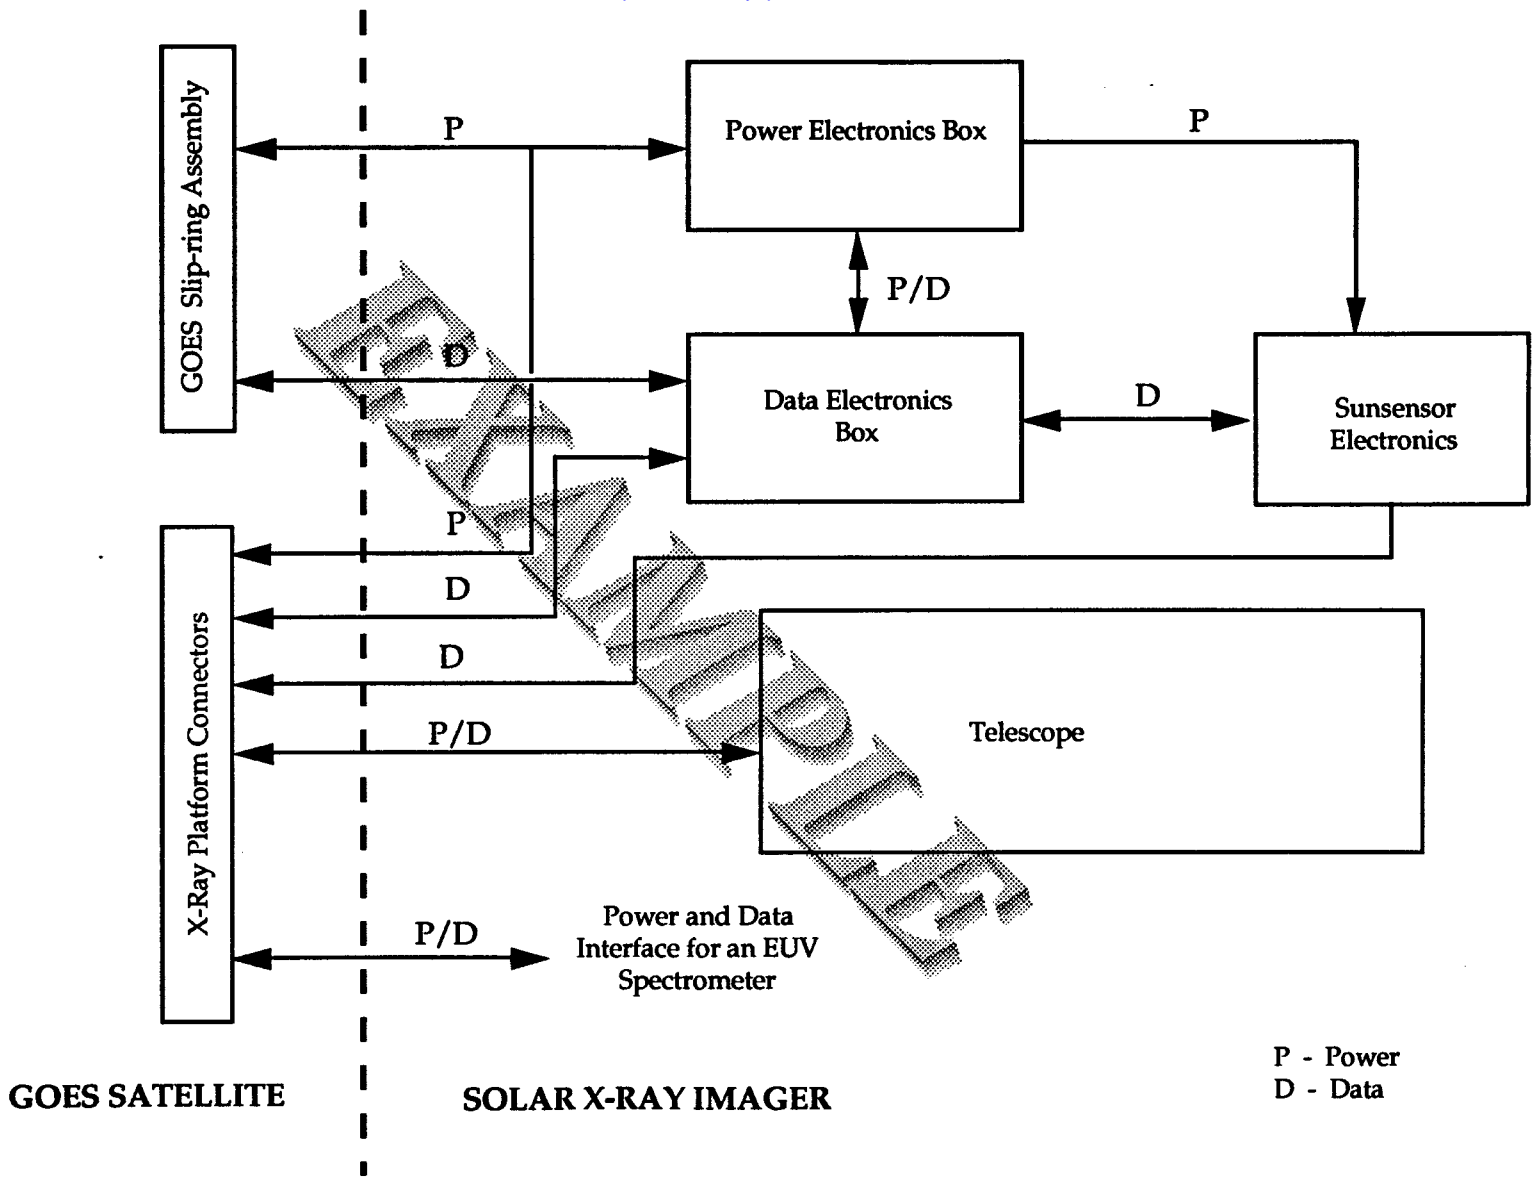 GOES Slip-ring Assembly
P
Power Electronics Box
P
P/D
D
Data Electronics
Box
D
Sunsensor
Electronics
P
D
D
P/D
X-Ray Platform Connectors
Telescope
P/D
Power and Data
Interface for an EUV
Spectrometer
EXAMPLE
P - Power
D - Data
GOES SATELLITE
SOLAR X-RAY IMAGER